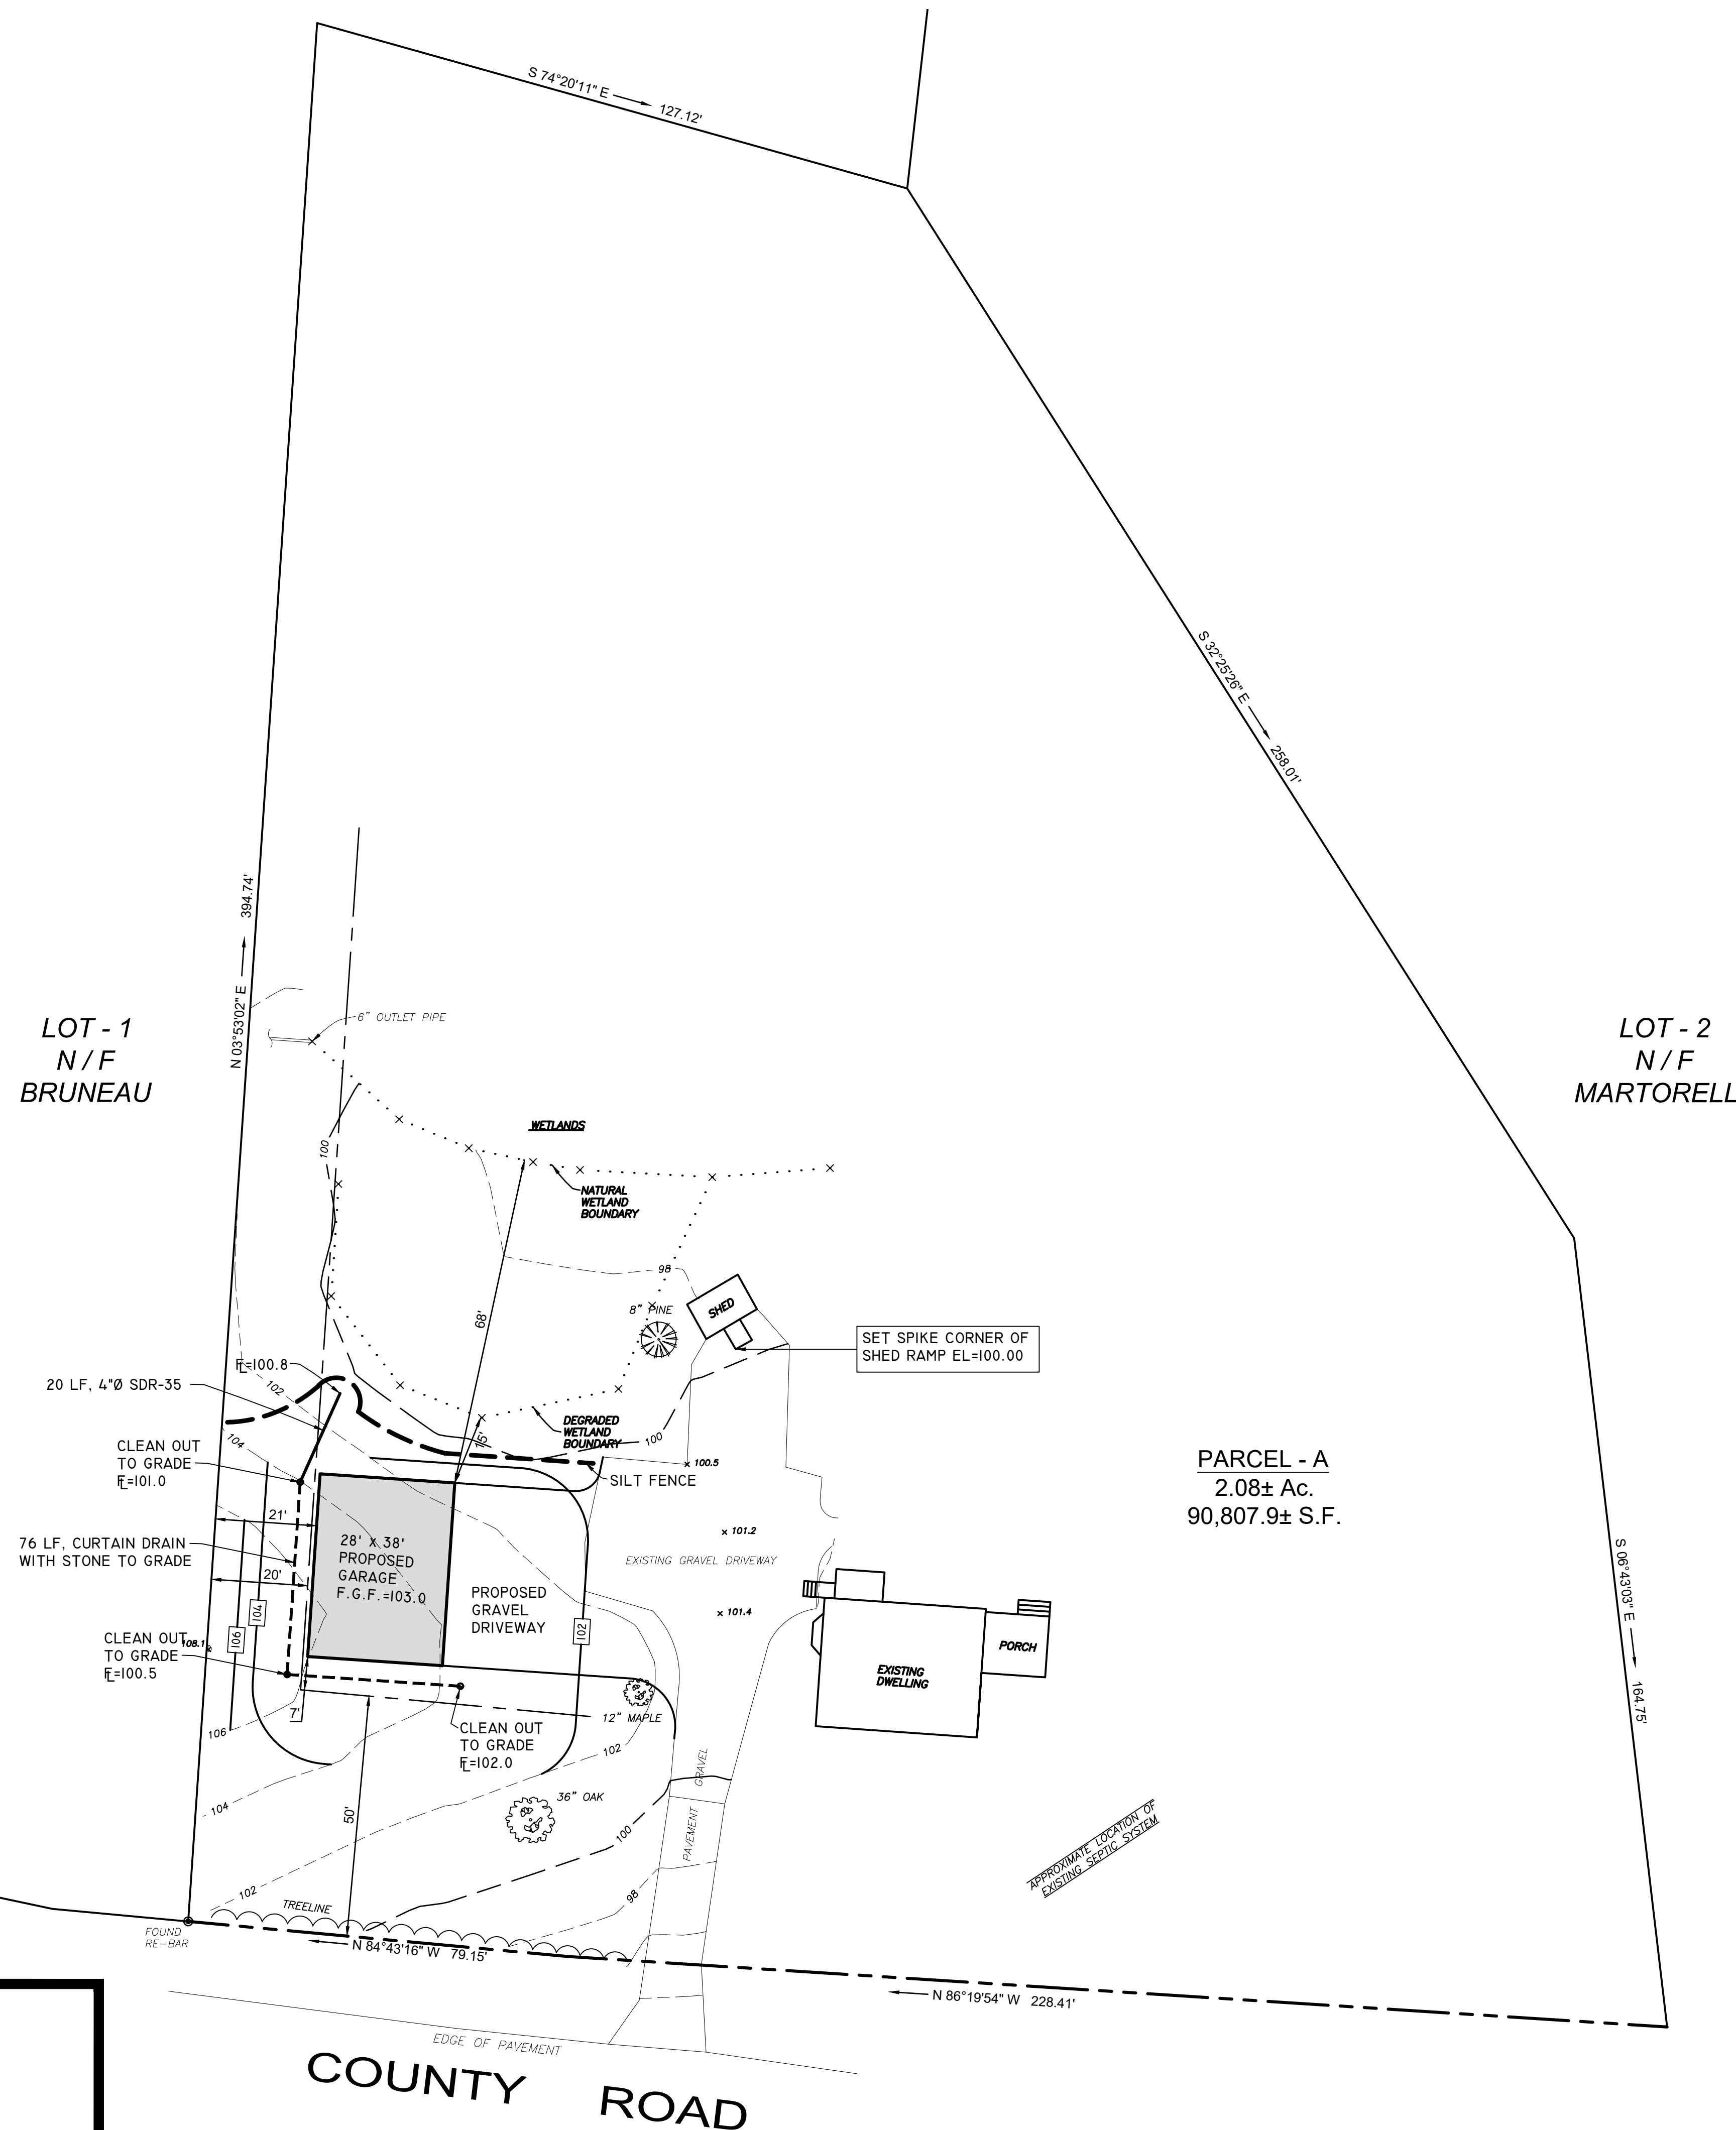 S 74°20'11" E 127.12'
S 32°25'26" E 258.01'
394.74'
N 03°53'02" E
LOT - 1
N / F
BRUNEAU
LOT - 2
N / F
MARTORELL
6" OUTLET PIPE
WETLANDS
100
NATURAL
WETLAND
BOUNDARY
98
SHED
8" PINE
68'
SET SPIKE CORNER OF
SHED RAMP EL=100.00
FL=100.8
20 LF, 4"Ø SDR-35
102
DEGRADED
WETLAND
BOUNDARY
15'
100
104
CLEAN OUT
TO GRADE
FL=101.0
100.5
SILT FENCE
PARCEL - A
2.08± Ac.
90,807.9± S.F.
21'
76 LF, CURTAIN DRAIN
WITH STONE TO GRADE
28' X 38'
PROPOSED
GARAGE
F.G.F.=103.0
101.2
EXISTING GRAVEL DRIVEWAY
20'
PROPOSED
GRAVEL
DRIVEWAY
104
106
102
101.4
S 06°43'03" E 164.75'
CLEAN OUT
TO GRADE
FL=100.5
108.1
PORCH
EXISTING
DWELLING
7'
12" MAPLE
106
CLEAN OUT
TO GRADE
FL=102.0
102
GRAVEL
PAVEMENT
36" OAK
104
50'
100
APPROXIMATE LOCATION OF
EXISTING SEPTIC SYSTEM
102
TREELINE
98
FOUND
RE-BAR
N 84°43'16" W 79.15'
N 86°19'54" W 228.41'
EDGE OF PAVEMENT
COUNTY ROAD